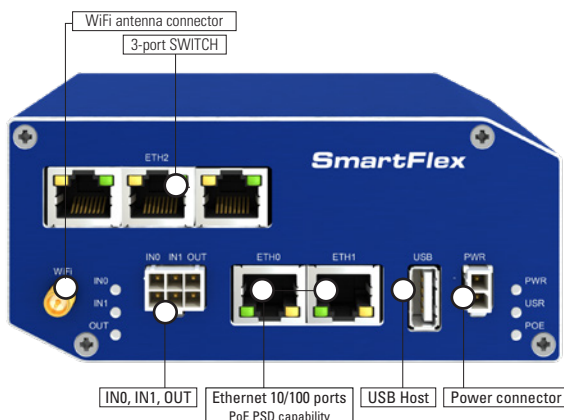 WiFi antenna connector
3-port SWITCH
ETH2
SmartFlex
WiFi
IN0 IN1 OUT
ETH0
ETH1
USB
PWR
IN0
IN1
OUT
PWR
USR
POE
IN0, IN1, OUT
Ethernet 10/100 ports
PoE PSD capability
USB Host
Power connector